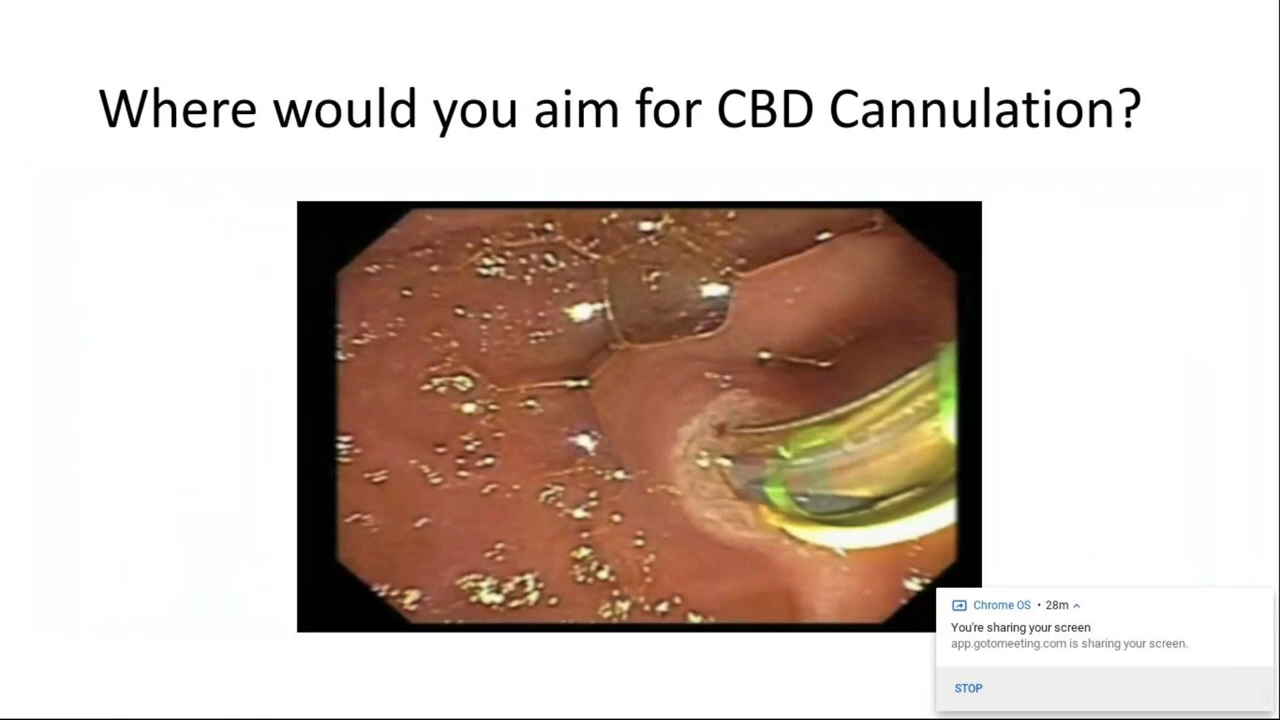 Where would you aim for CBD Cannulation?
Chrome OS • 28m
You're sharing your screen
app.gotomeeting.com is sharing your screen.
STOP